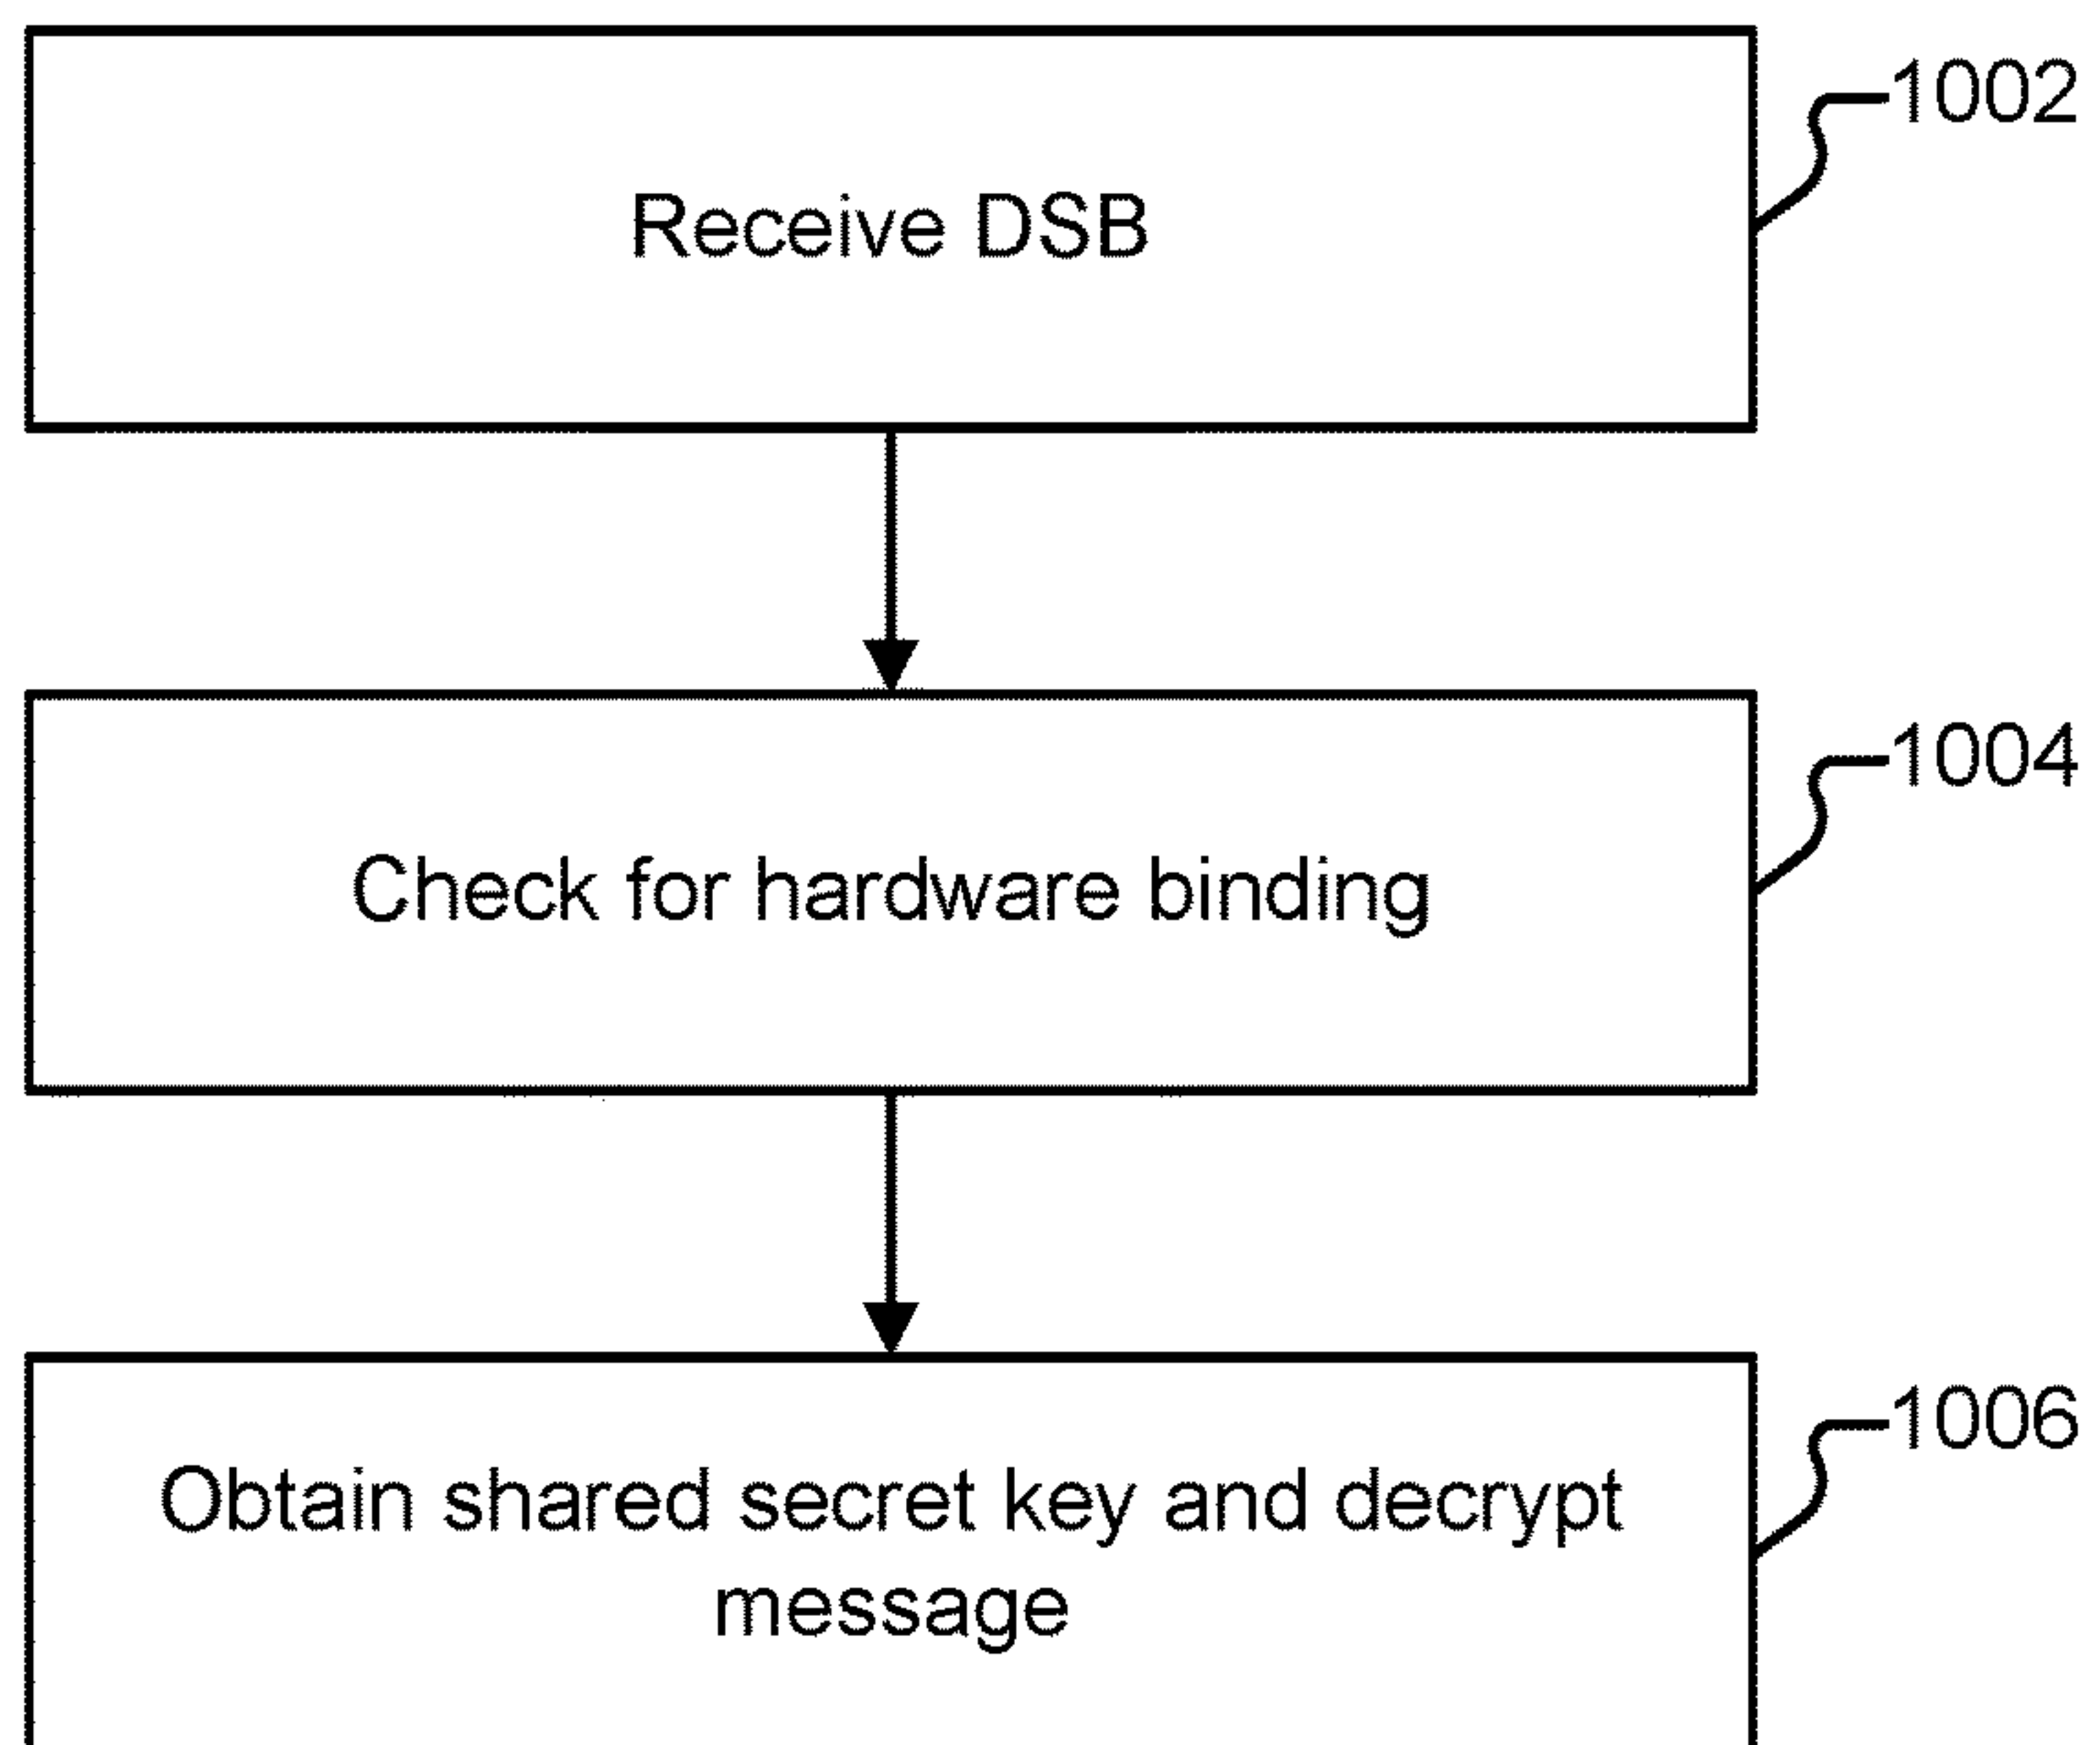 Receive DSB
1002
Check for hardware binding
1004
Obtain shared secret key and decrypt
message
1006